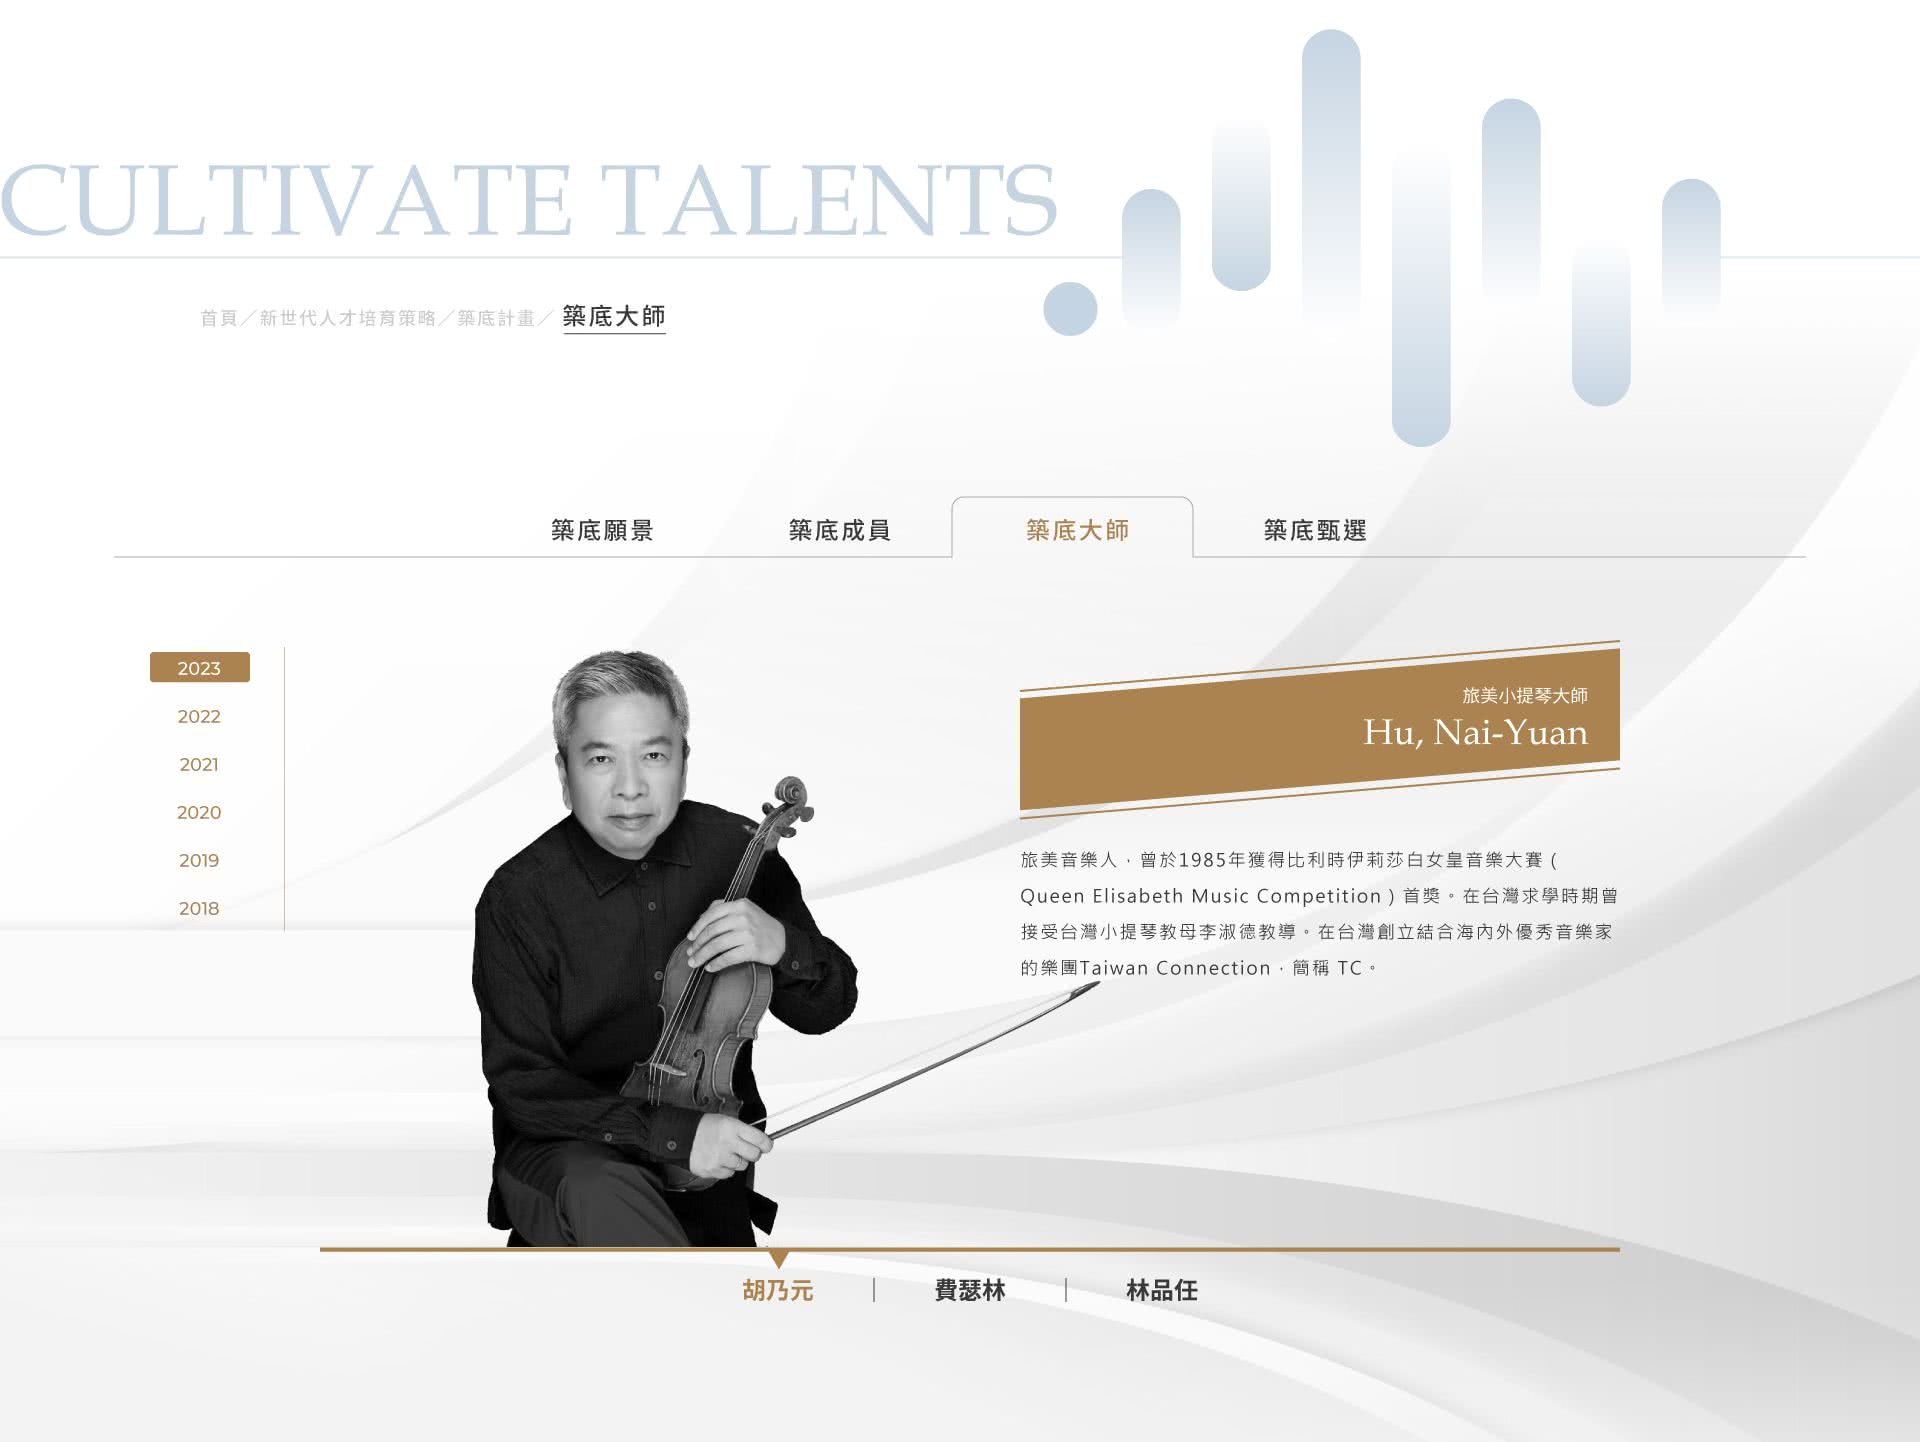 CULTIVATE TALENTS
首頁／新世代人才培育策略／築底計畫／ 築底大師
築底願景
築底成員
築底大師
築底甄選
2023
2022
2021
2020
2019
2018
旅美小提琴大師
Hu, Nai-Yuan
旅美音樂人，曾於1985年獲得比利時伊莉莎白女皇音樂大賽（
Queen Elisabeth Music Competition）首獎。在台灣求學時期曾
接受台灣小提琴教母李淑德教導。在台灣創立結合海內外優秀音樂家
的樂團Taiwan Connection，簡稱 TC。
胡乃元
費瑟林
林品任